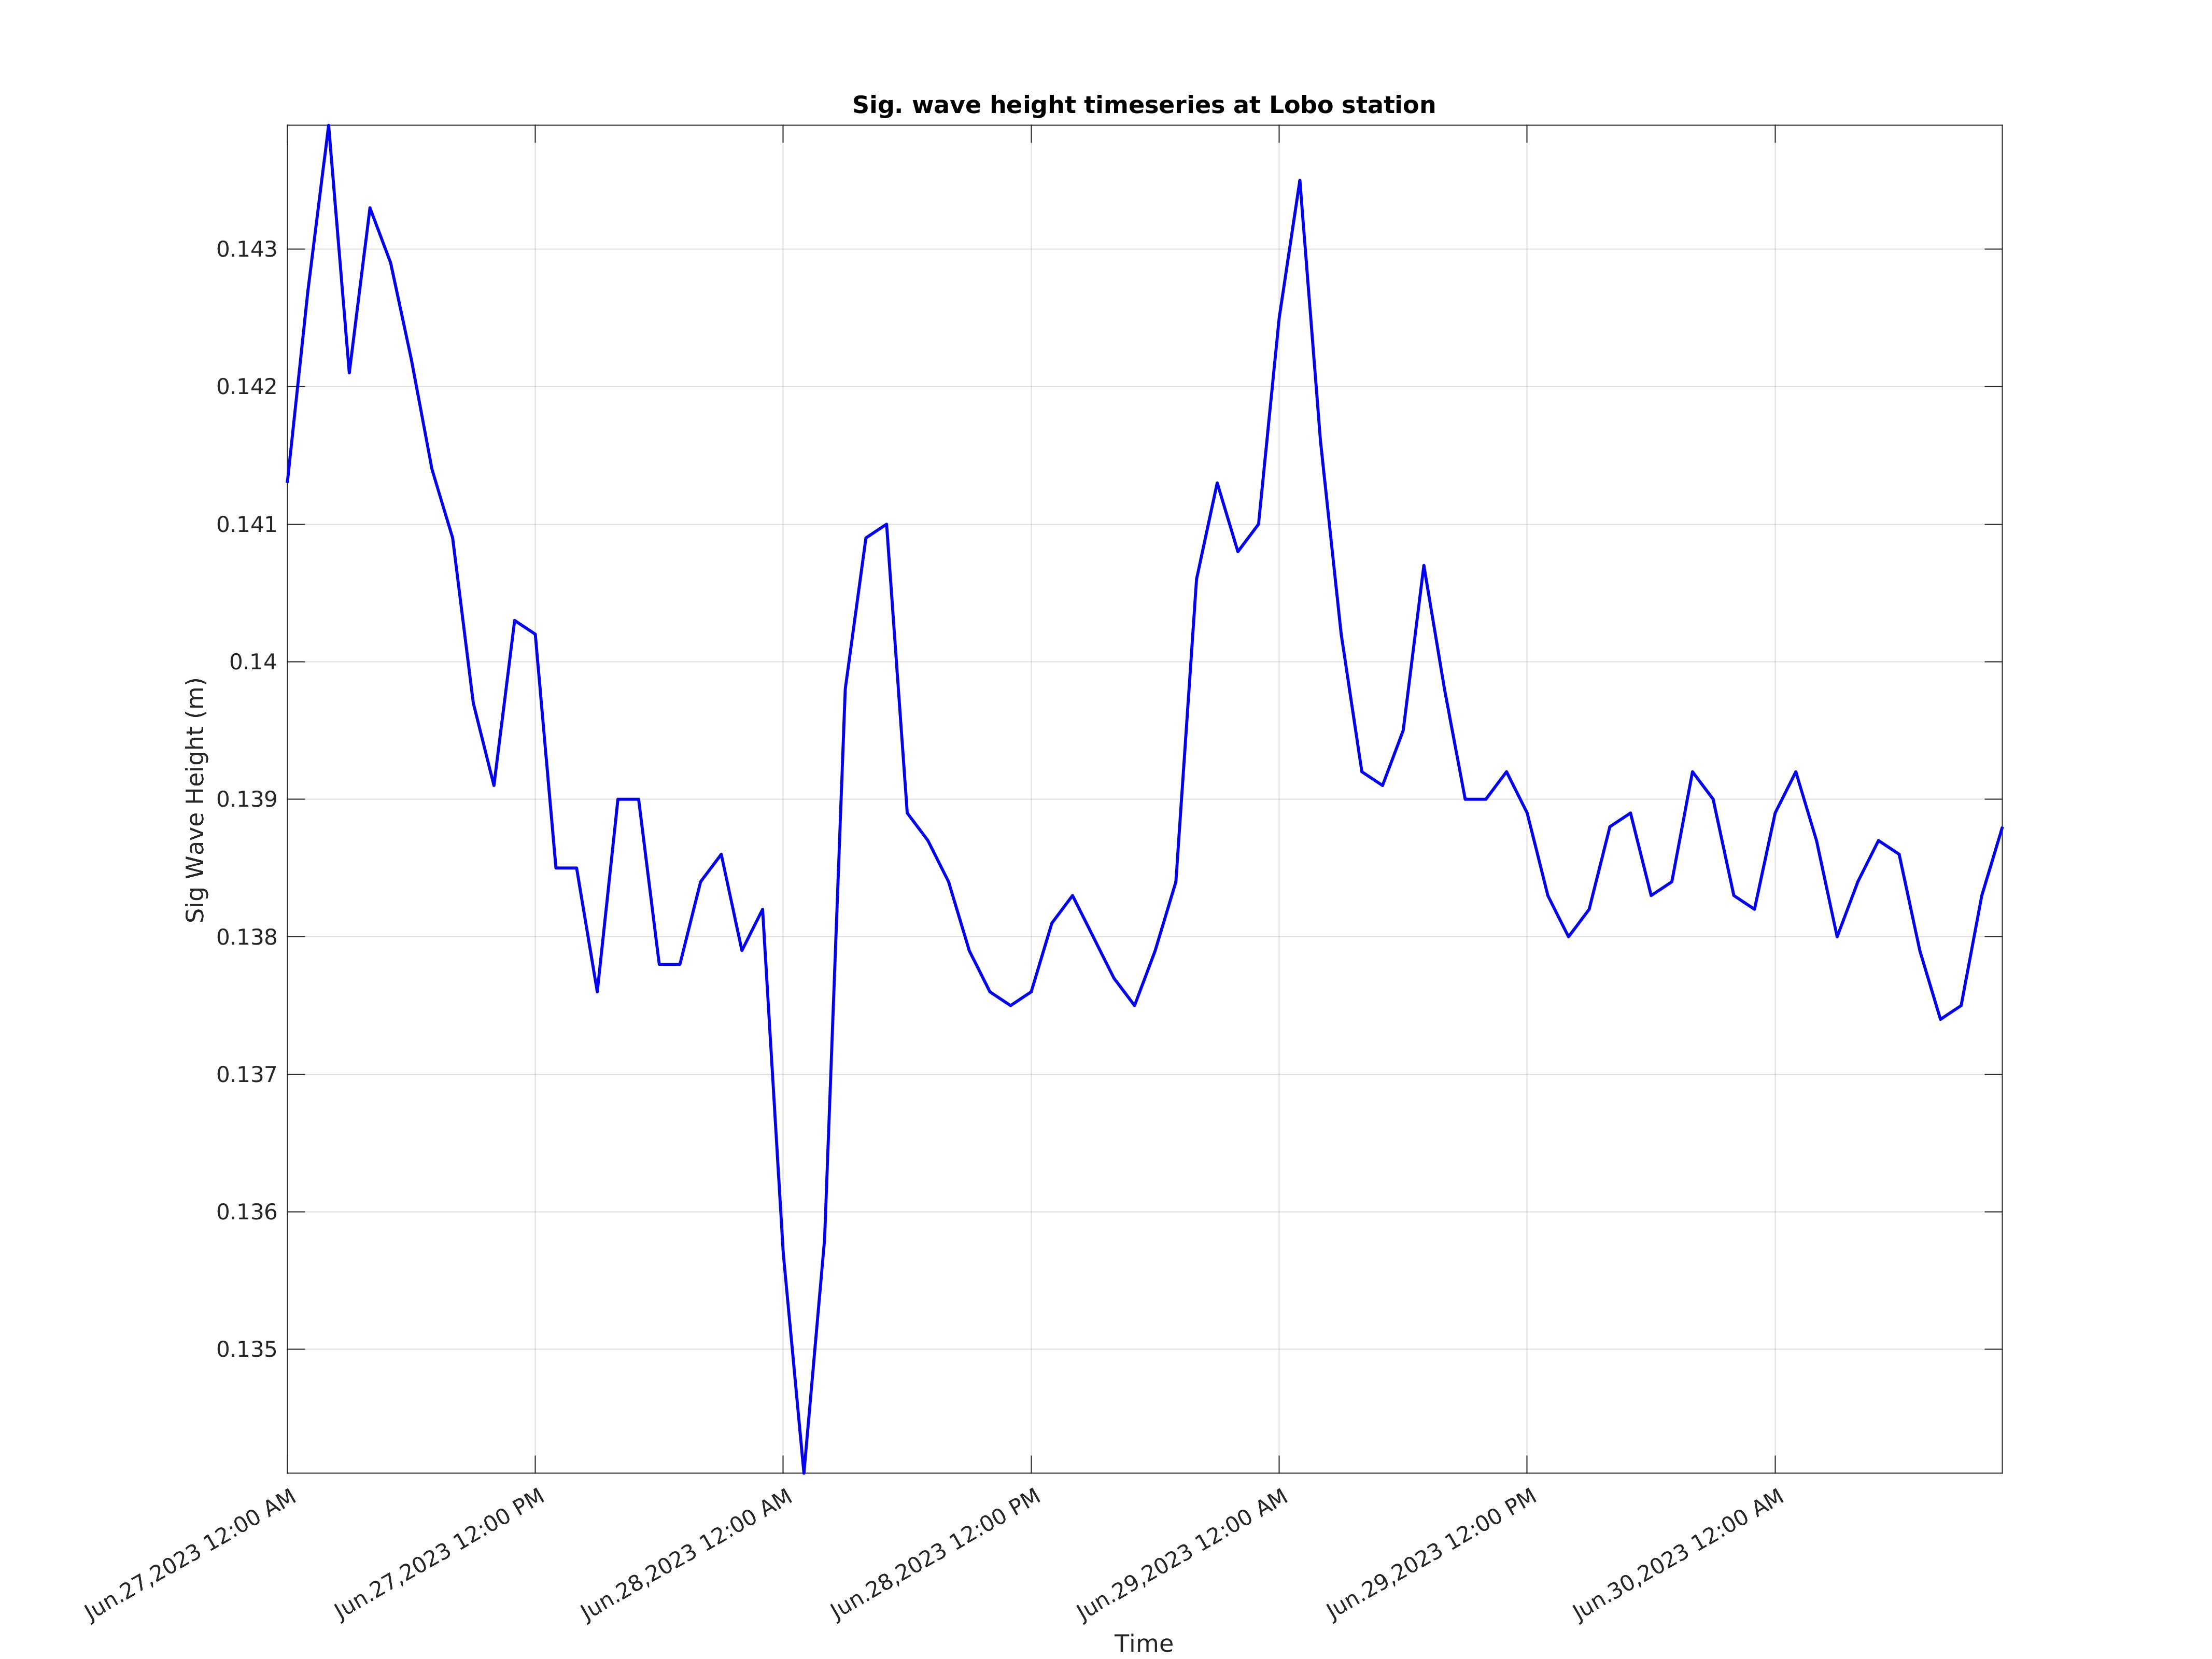 Sig. wave height timeseries at Lobo station
0.143
0.142
0.141
0.14
0.139
0.138
0.137
0.136
0.135
Sig Wave Height (m)
Jun.27,2023 12:00 AM
Jun.27,2023 12:00 PM
Jun.28,2023 12:00 AM
Jun.28,2023 12:00 PM
Jun.29,2023 12:00 AM
Jun.29,2023 12:00 PM
Jun.30,2023 12:00 AM
Time